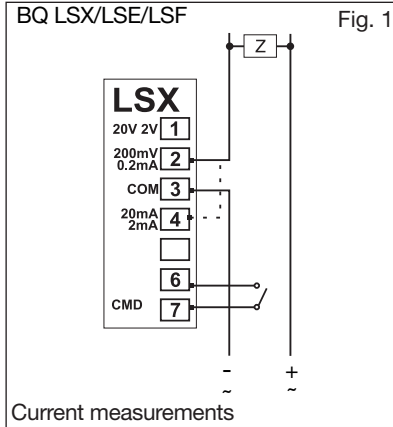 BQ LSX/LSE/LSF Fig. 1
Z
LSX
20V 2V 1
200mV
0.2mA 2
COM 3
20mA
2mA 4
6
CMD 7
- +
~ ~
Current measurements